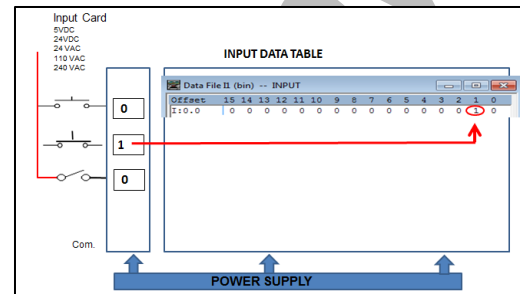 Input Card
5VDC
24VDC
24 VAC
110 VAC
240 VAC
INPUT DATA TABLE
Data File I1 (bin) -- INPUT
Offset 15 14 13 12 11 10 9 8 7 6 5 4 3 2 1 0
I:0.0 0 0 0 0 0 0 0 0 0 0 0 0 0 0 1 0
0
1
0
Com.
POWER SUPPLY